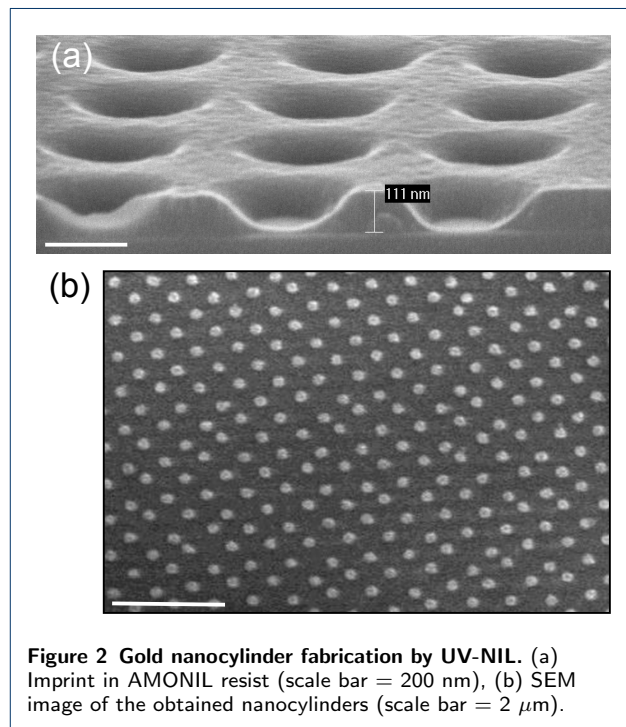 (a)
111 nm
(b)
Figure 2 Gold nanocylinder fabrication by UV-NIL. (a)
Imprint in AMONIL resist (scale bar = 200 nm), (b) SEM
image of the obtained nanocylinders (scale bar = 2 μm).